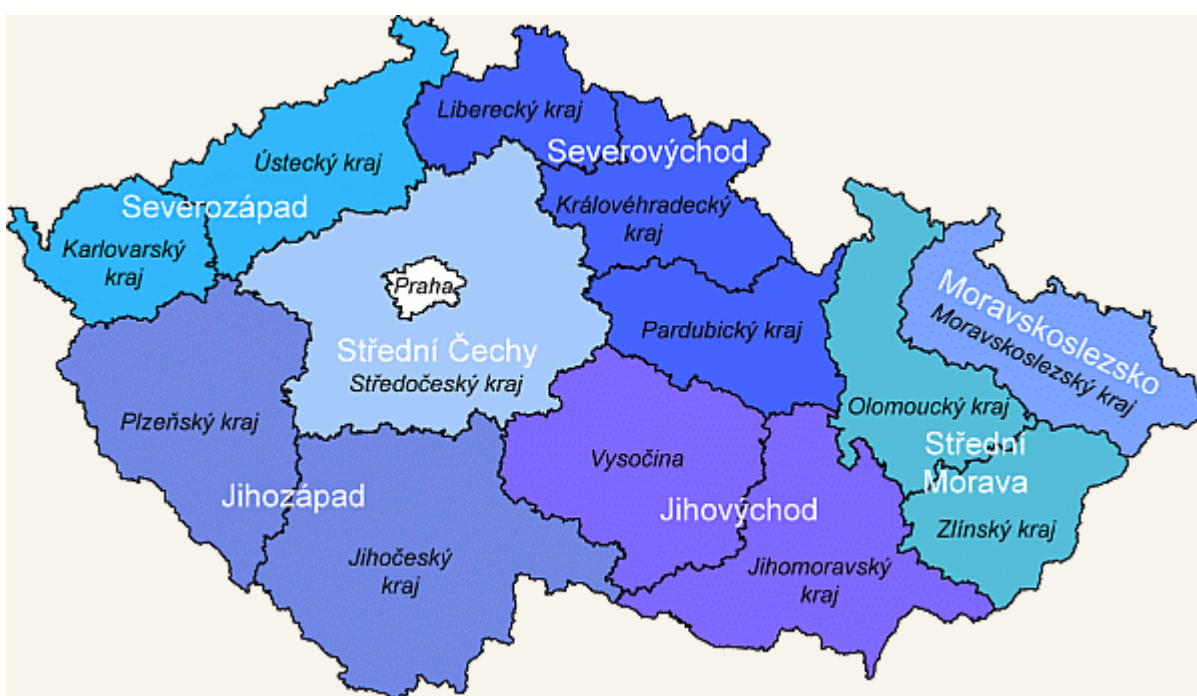 Liberecký kraj
Severovýchod
Ústecký kraj
Severozápad
Karlovarský
kraj
Královéhradecký
kraj
Praha
Moravskoslezsko
Moravskoslezský kraj
Pardubický kraj
Střední Čechy
Středočeský kraj
Plzeňský kraj
Olomoucký kraj
Střední
Morava
Vysočina
Jihozápad
Jihovýchod
Zlínský kraj
Jihočeský
kraj
Jihomoravský
kraj